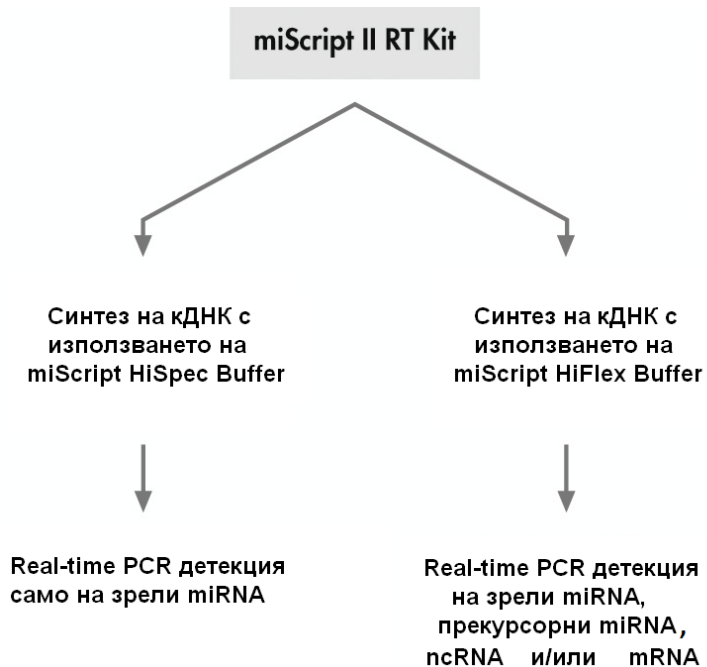 miScript II RT Kit
Синтез на кДНК с
използването на
miScript HiSpec Buffer
Синтез на кДНК с
използването на
miScript HiFlex Buffer
Real-time PCR детекция
само на зрели miRNA
Real-time PCR детекция
на зрели miRNA,
прекурсорни miRNA,
ncRNA и/или mRNA